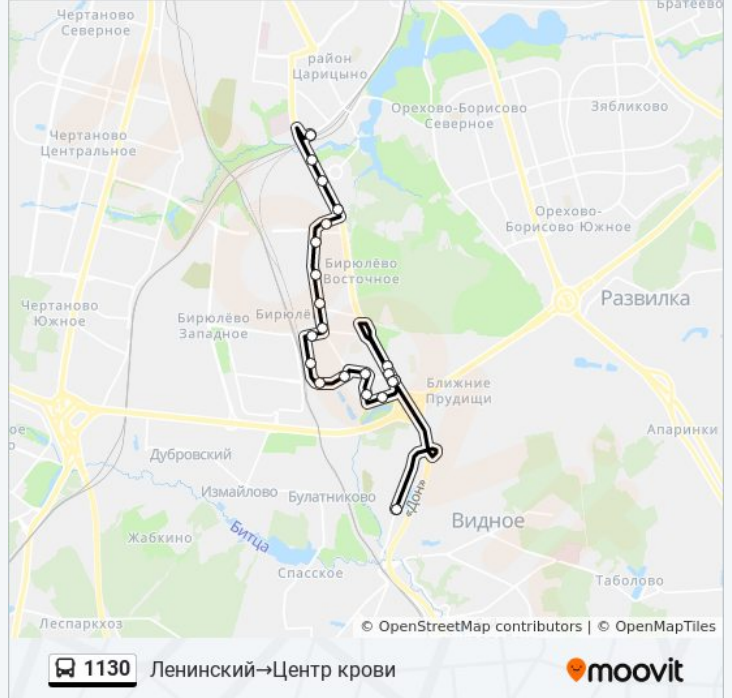 Братеево
Чертаново
Северное
район
Царицыно
Орехово-Борисово
Северное
Зябликово
Чертаново
Центральное
Орехово-
Борисово Южное
Бирюлёво
Восточное
Чертаново
Южное
Бирюлёво
Западное
Бирюлё
Развилка
Ближние
Прудищи
Апаринки
Дубровский
Измайлово
Булатниково
«Дон»
Видное
Жабкино
Битца
Спасское
Таболово
Леспаркхоз
© OpenStreetMap contributors | © OpenMapTiles
1130 Ленинский→Центр крови
moovit